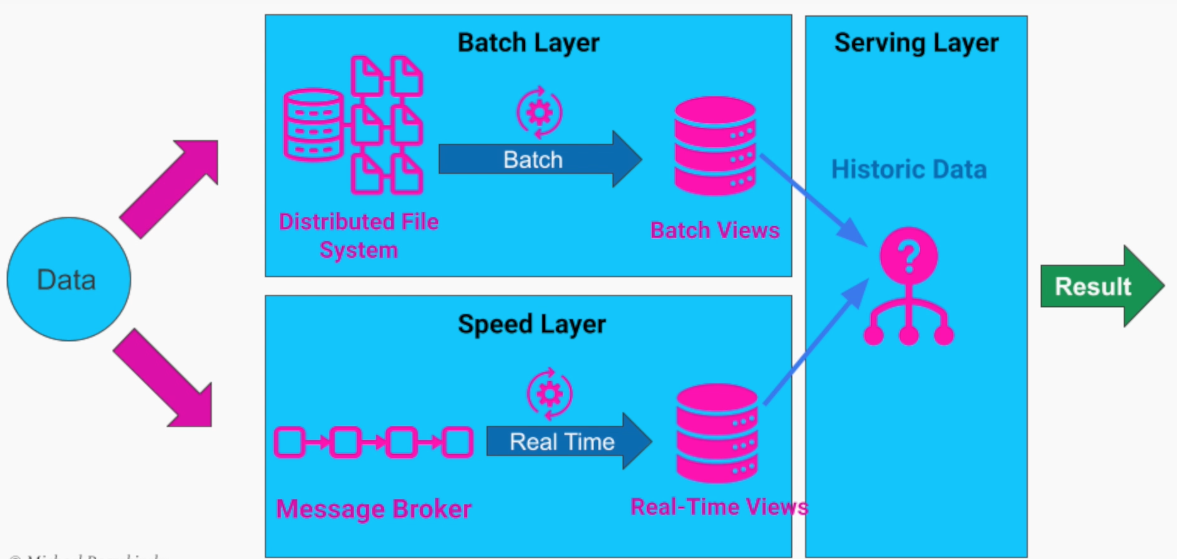 Batch Layer
Serving Layer
Batch
Historic Data
Distributed File
System
Batch Views
Data
Result
Speed Layer
Real Time
Message Broker
Real-Time Views
?